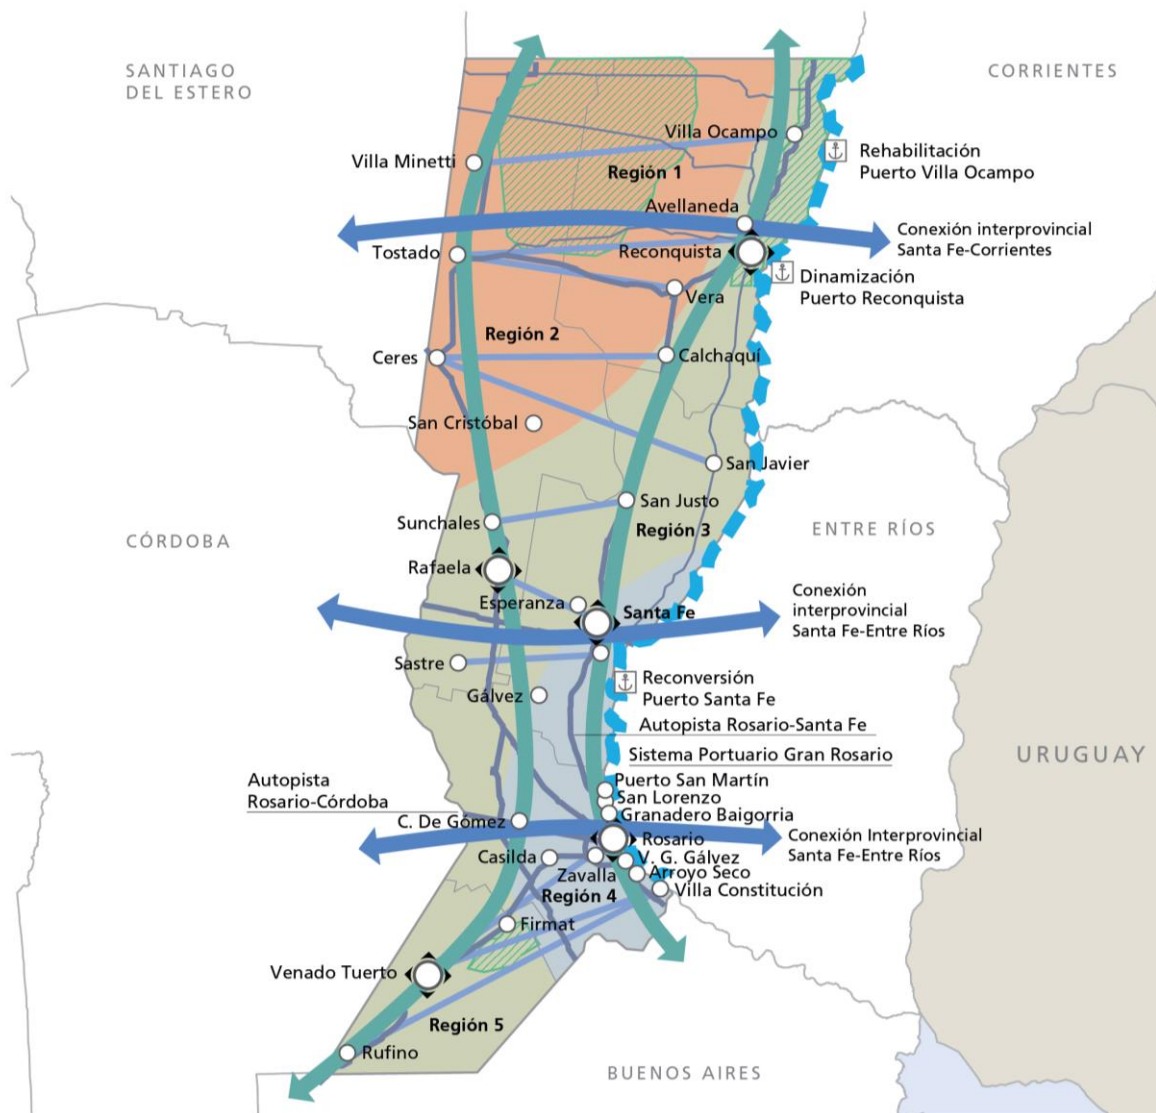 SANTIAGO
DEL ESTERO
CORRIENTES
Villa Ocampo
Villa Minetti
Rehabilitación
Puerto Villa Ocampo
Región 1
Avellaneda
Conexión interprovincial
Santa Fe-Corrientes
Tostado
Reconquista
Dinamización
Puerto Reconquista
Vera
Región 2
Ceres
Calchaquí
San Cristóbal
San Javier
San Justo
Sunchales
Región 3
ENTRE RÍOS
CÓRDOBA
Rafaela
Esperanza
Santa Fe
Conexión
interprovincial
Santa Fe-Entre Ríos
Sastre
Gálvez
Reconversión
Puerto Santa Fe
Autopista Rosario-Santa Fe
Sistema Portuario Gran Rosario
URUGUAY
Autopista
Rosario-Córdoba
Puerto San Martín
San Lorenzo
Granadero Baigorria
C. De Gómez
Rosario
Conexión Interprovincial
Santa Fe-Entre Ríos
Casilda
Zavalla
V. G. Gálvez
Arroyo Seco
Villa Constitución
Región 4
Firmat
Venado Tuerto
Región 5
Rufino
BUENOS AIRES